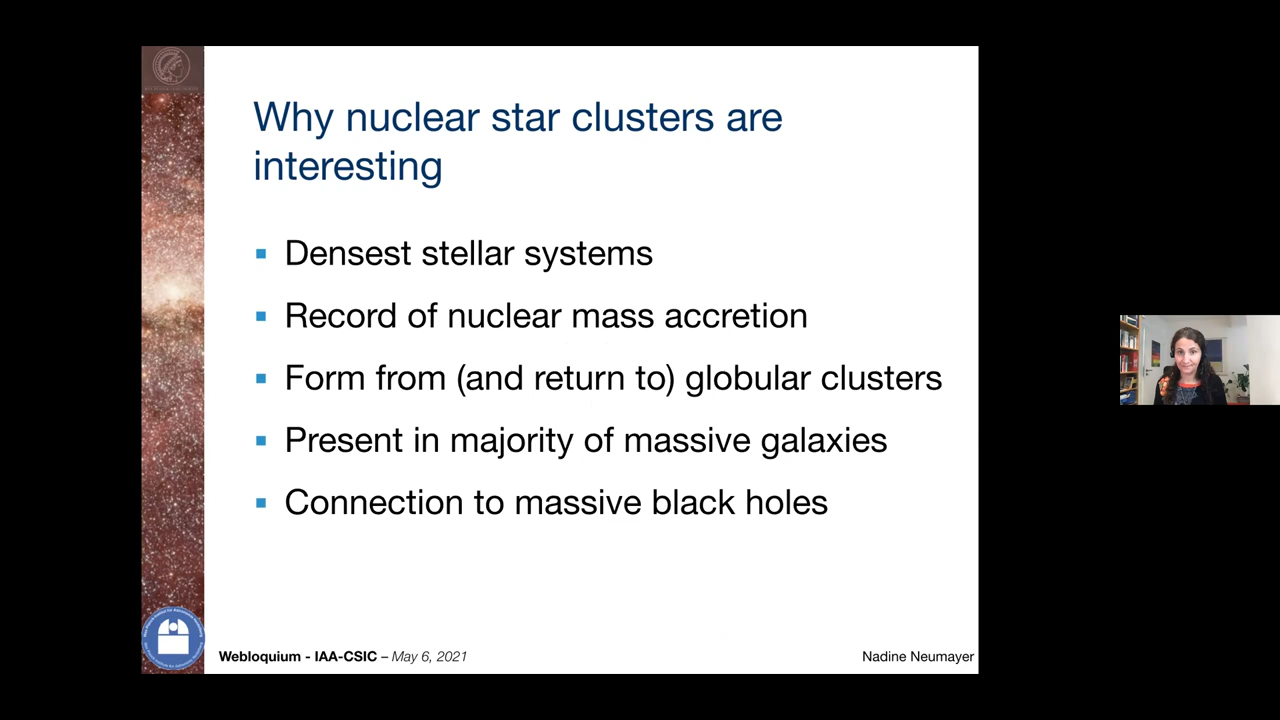 Why nuclear star clusters are
interesting
▪ Densest stellar systems
▪ Record of nuclear mass accretion
▪ Form from (and return to) globular clusters
▪ Present in majority of massive galaxies
▪ Connection to massive black holes
Webloquium - IAA-CSIC – May 6, 2021
Nadine Neumayer